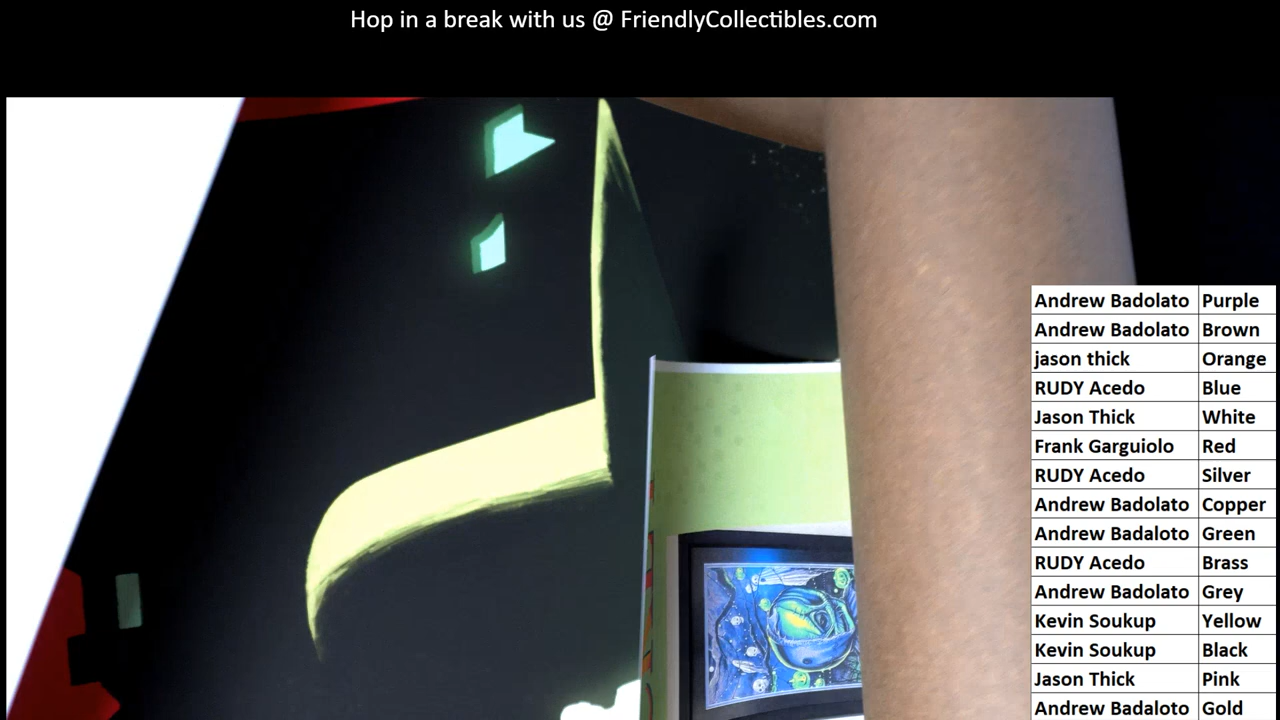 Hop in a break with us @ FriendlyCollectibles.com
Andrew Badolato Purple
Andrew Badolato Brown
jason thick Orange
RUDY Acedo Blue
Jason Thick White
Frank Garguiolo Red
RUDY Acedo Silver
Andrew Badolato Copper
Andrew Badaloto Green
RUDY Acedo Brass
Andrew Badolato Grey
Kevin Soukup Yellow
Kevin Soukup Black
Jason Thick Pink
Andrew Badaloto Gold